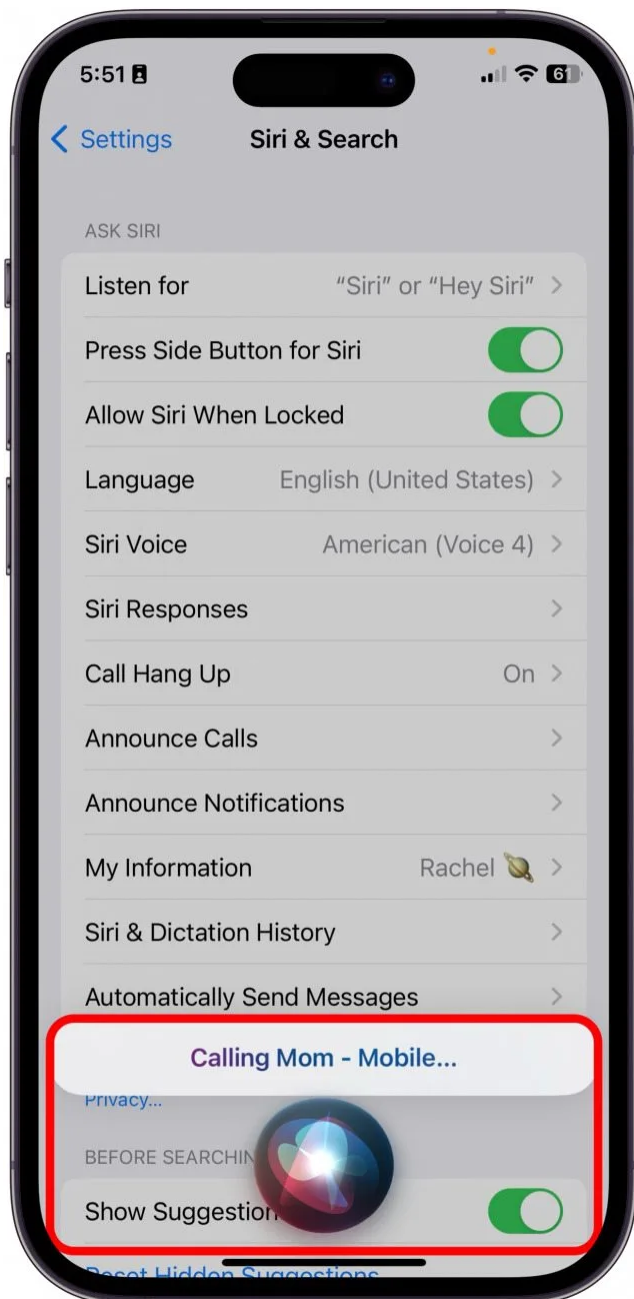 5:51
61
Settings
Siri & Search
ASK SIRI
Listen for “Siri” or “Hey Siri”
Press Side Button for Siri
Allow Siri When Locked
Language English (United States)
Siri Voice American (Voice 4)
Siri Responses
Call Hang Up On
Announce Calls
Announce Notifications
My Information Rachel 🪐
Siri & Dictation History
Automatically Send Messages
Calling Mom - Mobile...
Privacy...
BEFORE SEARCHIN
Show Suggestion
Reset Hidden Suggestions